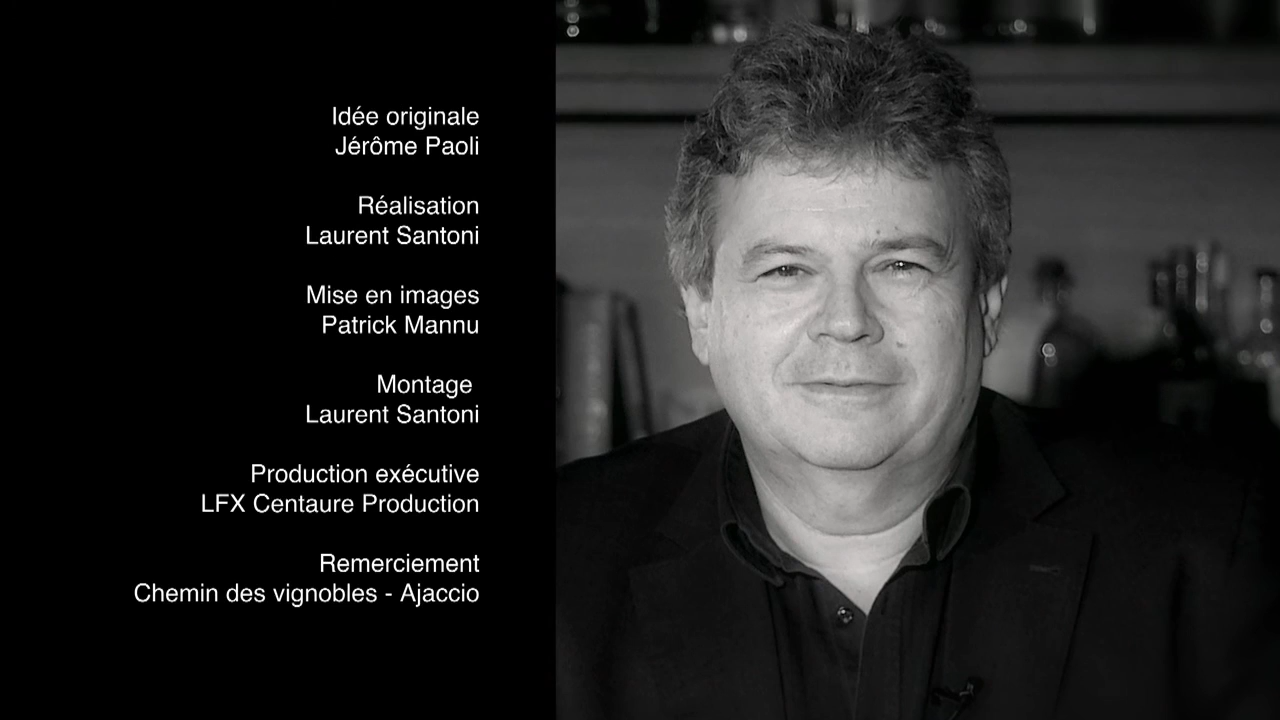 Idée originale
Jérôme Paoli
Réalisation
Laurent Santoni
Mise en images
Patrick Mannu
Montage
Laurent Santoni
Production exécutive
LFX Centaure Production
Remerciement
Chemin des vignobles - Ajaccio